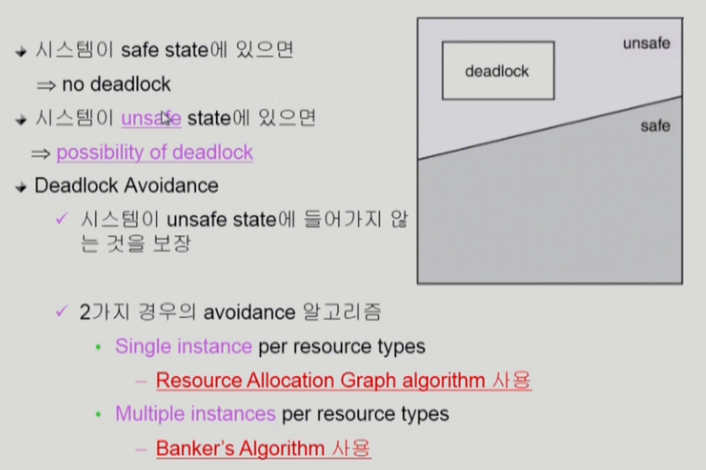 시스템이 safe state에 있으면
⇒ no deadlock
시스템이 unsafe state에 있으면
⇒ possibility of deadlock
Deadlock Avoidance
✓ 시스템이 unsafe state에 들어가지 않
는 것을 보장
✓ 2가지 경우의 avoidance 알고리즘
• Single instance per resource types
– Resource Allocation Graph algorithm 사용
• Multiple instances per resource types
– Banker's Algorithm 사용
unsafe
deadlock
safe